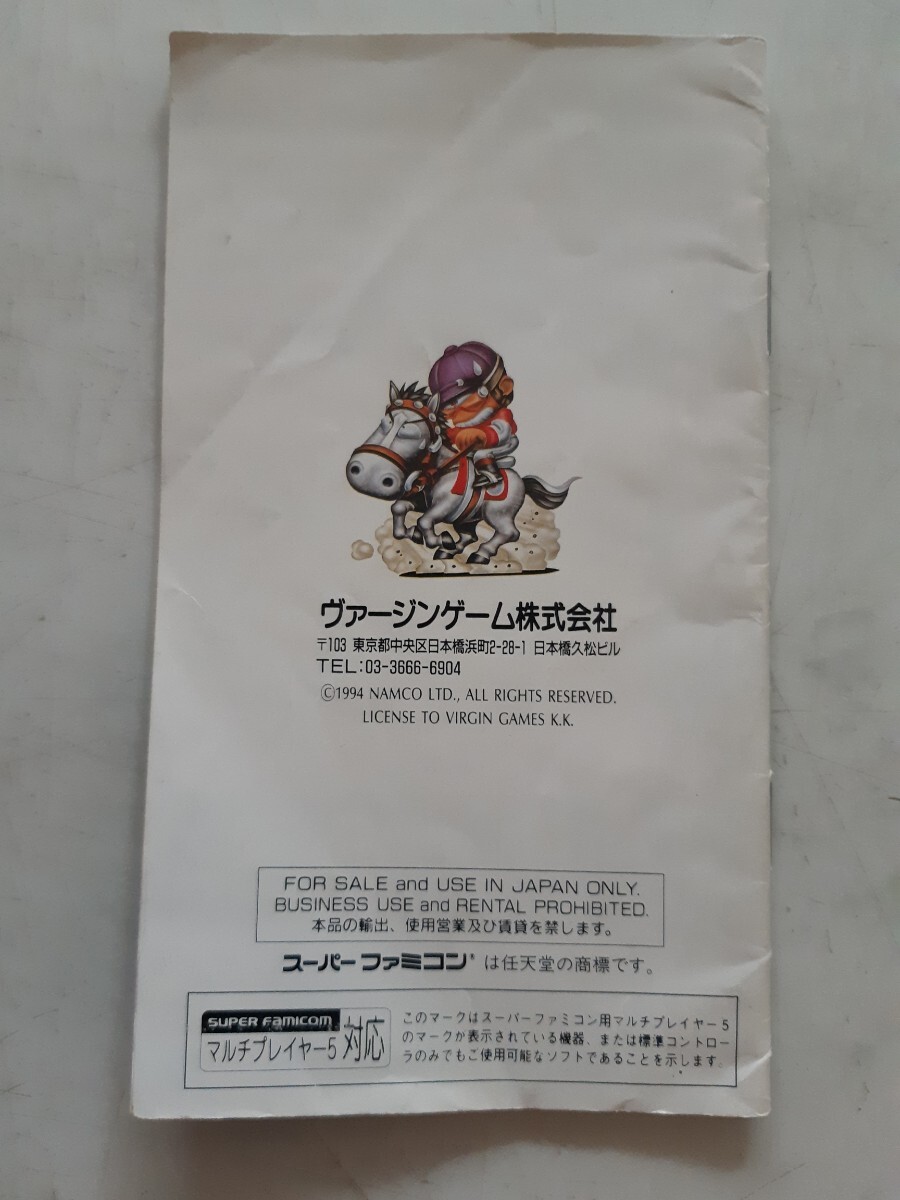 ヴァージンゲーム株式会社
〒103 東京都中央区日本橋浜町2-28-1 日本橋久松ビル
TEL:03-3666-6904
©1994 NAMCO LTD., ALL RIGHTS RESERVED.
LICENSE TO VIRGIN GAMES K.K.
FOR SALE and USE IN JAPAN ONLY.
BUSINESS USE and RENTAL PROHIBITED.
本品の輸出、使用営業及び賃貸を禁じます。
スーパーファミコン®は任天堂の商標です。
SUPER FAMICOM
マルチプレイヤー5 対応
このマークはスーパーファミコン用マルチプレイヤー5
のマークが表示されている機器、または標準コントロー
ラのみでもご使用可能なソフトであることを示します。